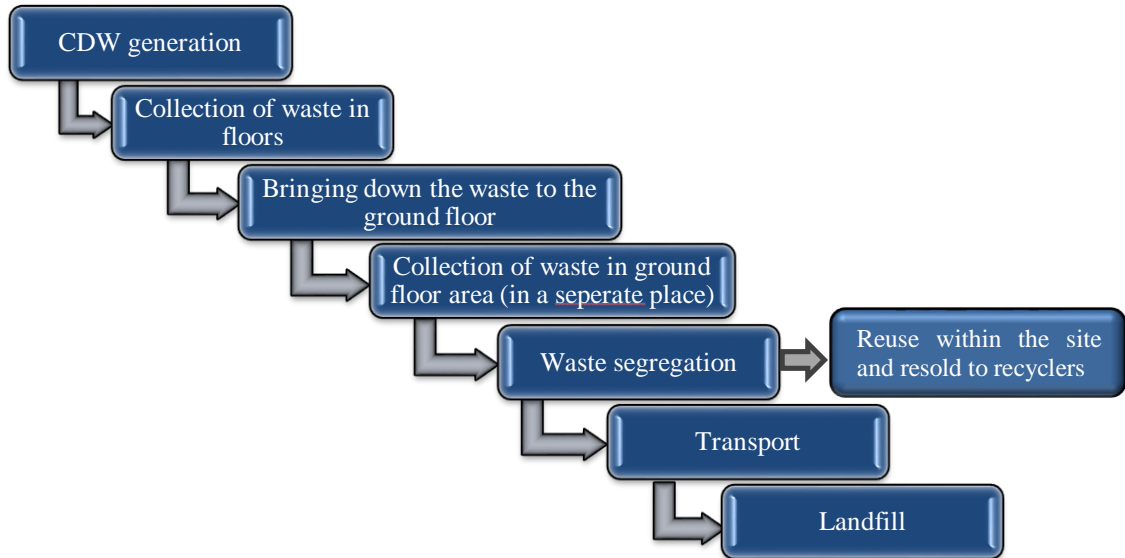 CDW generation
Collection of waste in
floors
Bringing down the waste to the
ground floor
Collection of waste in ground
floor area (in a seperate place)
Waste segregation
Reuse within the site
and resold to recyclers
Transport
Landfill